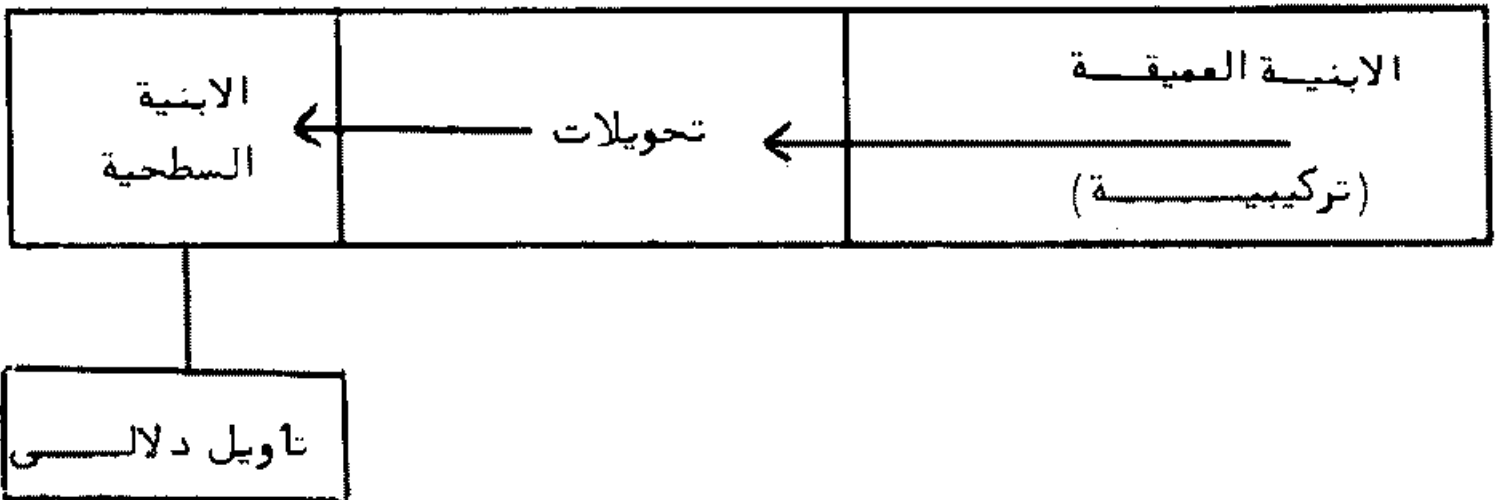 الابنية العميقة
(تركيبية)
تحويلات
الابنية
السطحية
تاويل دلالى